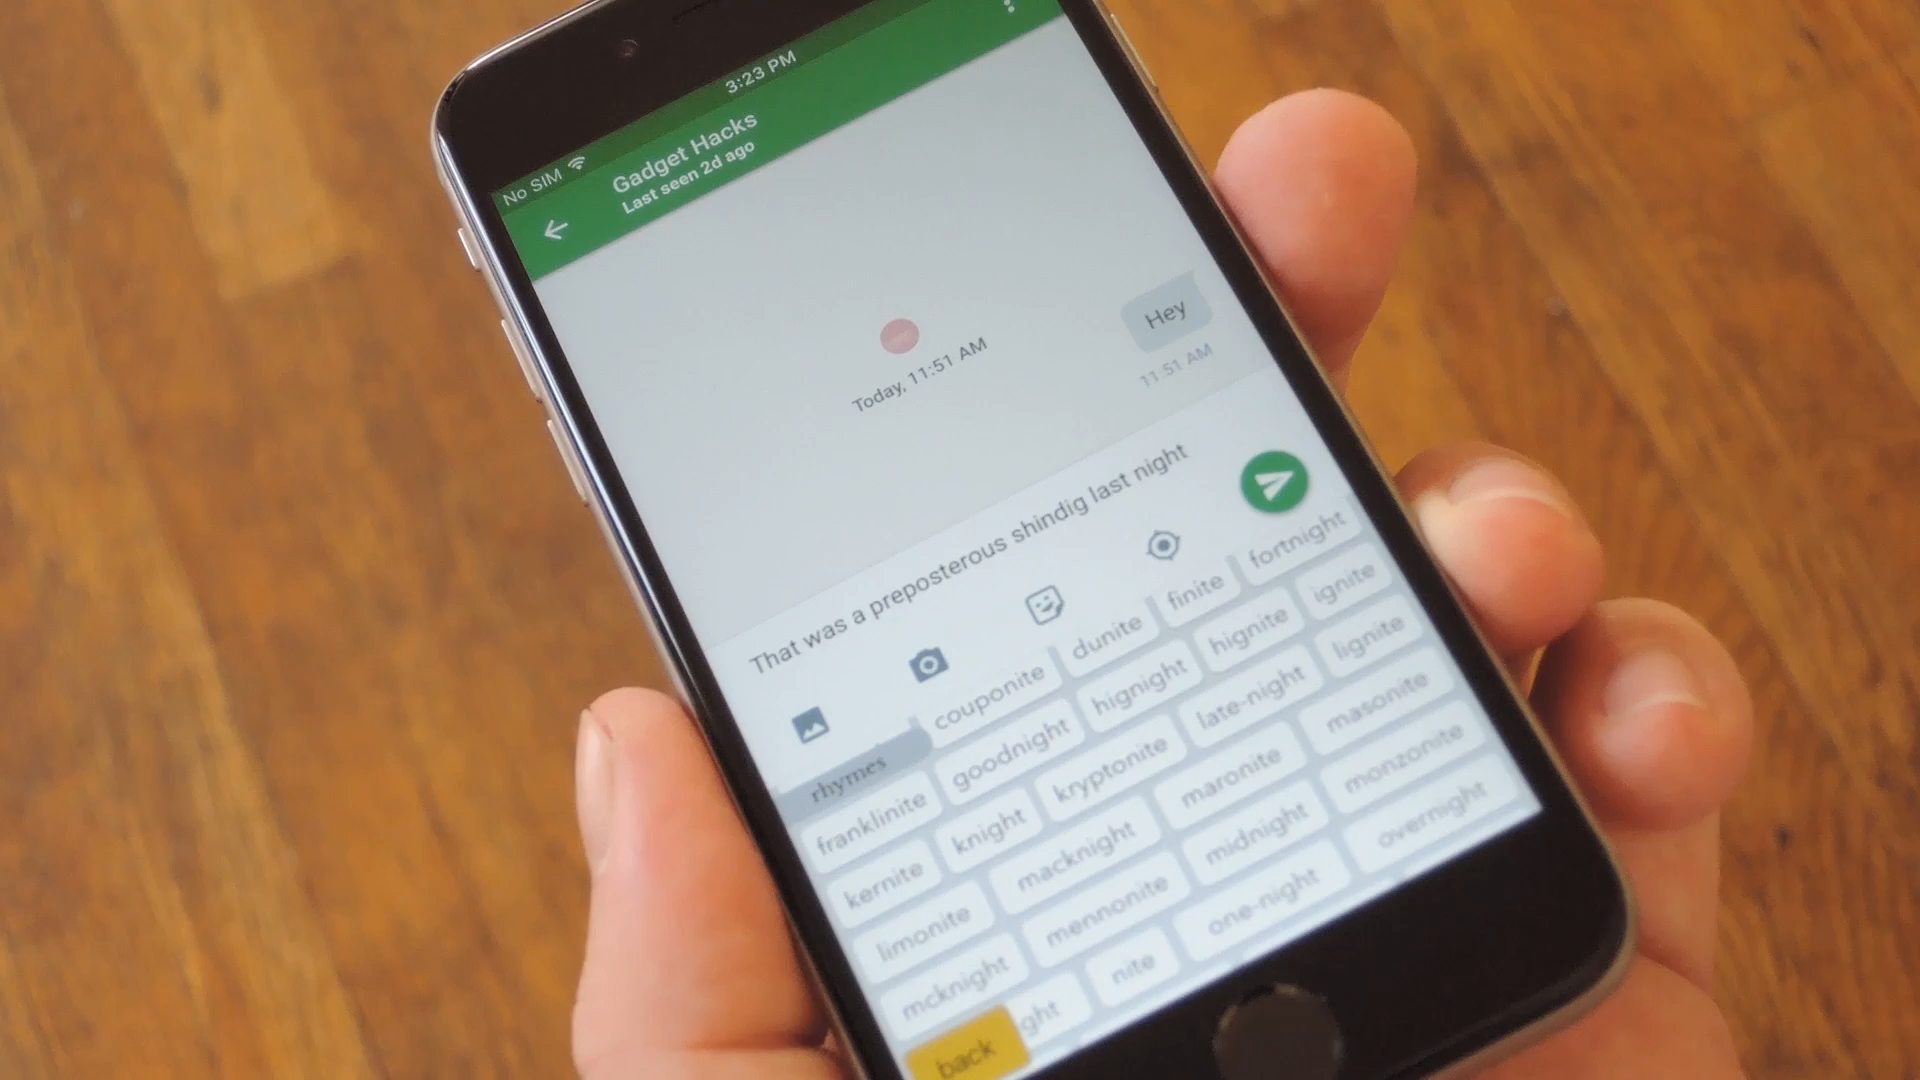 No SIM 3:23 PM
Gadget Hacks
Last seen 2d ago
Hey
11:51 AM
Today, 11:51 AM
That was a preposterous shindig last night
rhymes couponite dunite finite fortnight
franklinite goodnight hignight hignite ignite
kernite knight kryptonite late-night lignite
limonite macknight maronite masonite
mcknight mennonite midnight monzonite
ght nite one-night overnight
back